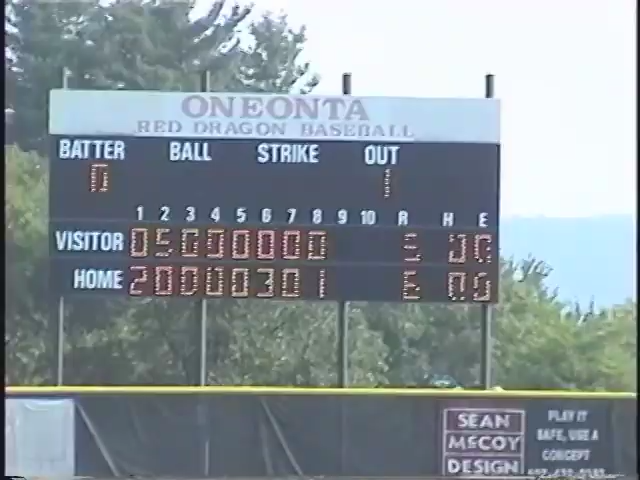 ONEONTA
RED DRAGON BASEBALL
BATTER BALL STRIKE OUT
0 1
1 2 3 4 5 6 7 8 9 10 R H E
VISITOR 0 5 0 0 0 0 0 0
HOME 2 0 0 0 0 3 0 1
SEAN
McCOY
DESIGN
PLAY IT
SAFE, USE A
CONCEPT